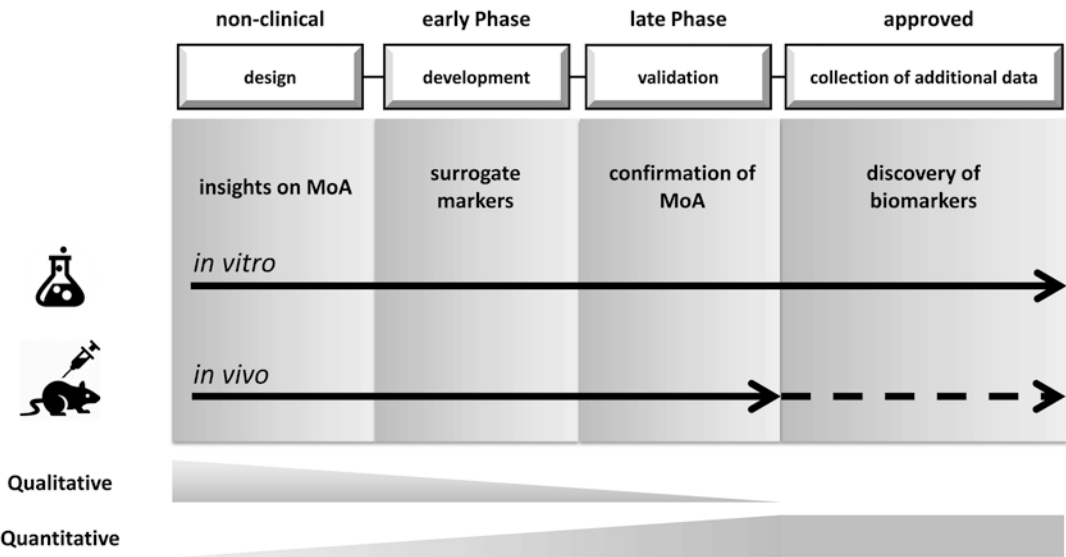 non-clinical
early Phase
late Phase
approved
design
development
validation
collection of additional data
insights on MoA
surrogate
markers
confirmation of
MoA
discovery of
biomarkers
in vitro
in vivo
Qualitative
Quantitative